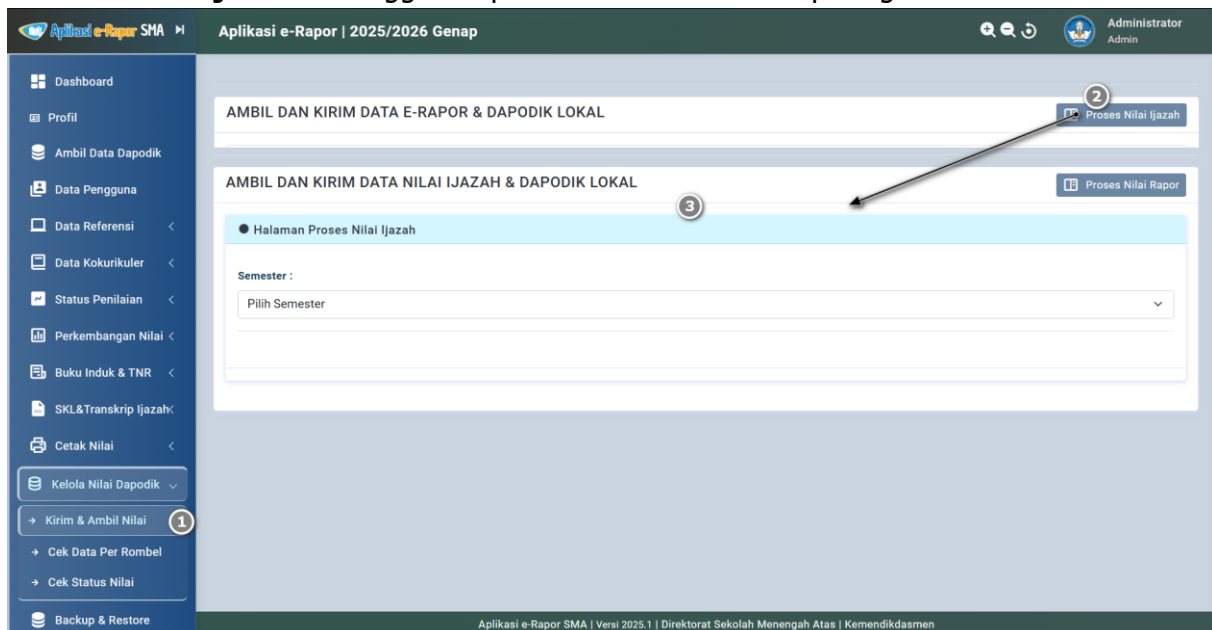 Aplikasi e-Rapor SMA
Aplikasi e-Rapor | 2025/2026 Genap
Administrator
Admin
Dashboard
Profil
Ambil Data Dapodik
Data Pengguna
Data Referensi
Data Kokurikuler
Status Penilaian
Perkembangan Nilai
Buku Induk & TNR
SKL&Transkrip Ijazah
Cetak Nilai
Kelola Nilai Dapodik
Kirim & Ambil Nilai
1
Cek Data Per Rombel
Cek Status Nilai
Backup & Restore
AMBIL DAN KIRIM DATA E-RAPOR & DAPODIK LOKAL
2
Proses Nilai Ijazah
AMBIL DAN KIRIM DATA NILAI IJAZAH & DAPODIK LOKAL
Proses Nilai Rapor
3
Halaman Proses Nilai Ijazah
Semester :
Pilih Semester
Aplikasi e-Rapor SMA | Versi 2025.1 | Direktorat Sekolah Menengah Atas | Kemendikdasmen